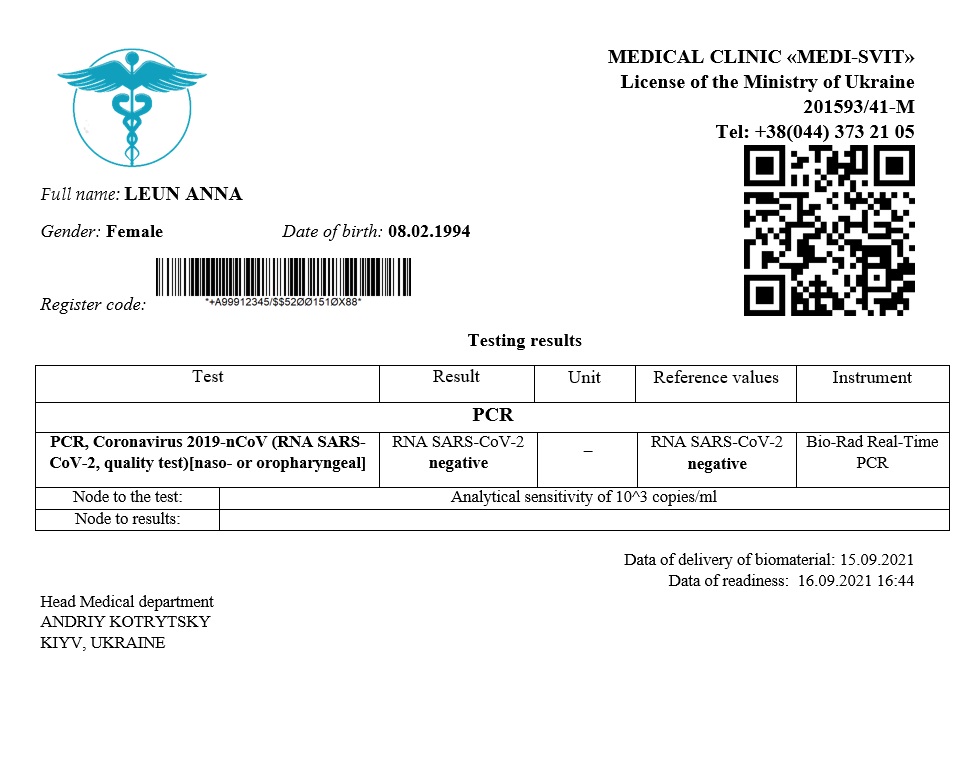 MEDICAL CLINIC «MEDI-SVIT»
License of the Ministry of Ukraine
201593/41-M
Tel: +38(044) 373 21 05
Full name: LEUN ANNA
Gender: Female Date of birth: 08.02.1994
Register code:
*+A99912345/$$52ØØ151ØX88*
Testing results
Test Result Unit Reference values Instrument
PCR
PCR, Coronavirus 2019-nCoV (RNA SARS-
CoV-2, quality test)[naso- or oropharyngeal]
RNA SARS-CoV-2
negative
–
RNA SARS-CoV-2
negative
Bio-Rad Real-Time
PCR
Node to the test: Analytical sensitivity of 10^3 copies/ml
Node to results:
Data of delivery of biomaterial: 15.09.2021
Data of readiness: 16.09.2021 16:44
Head Medical department
ANDRIY KOTRYTSKY
KIYV, UKRAINE